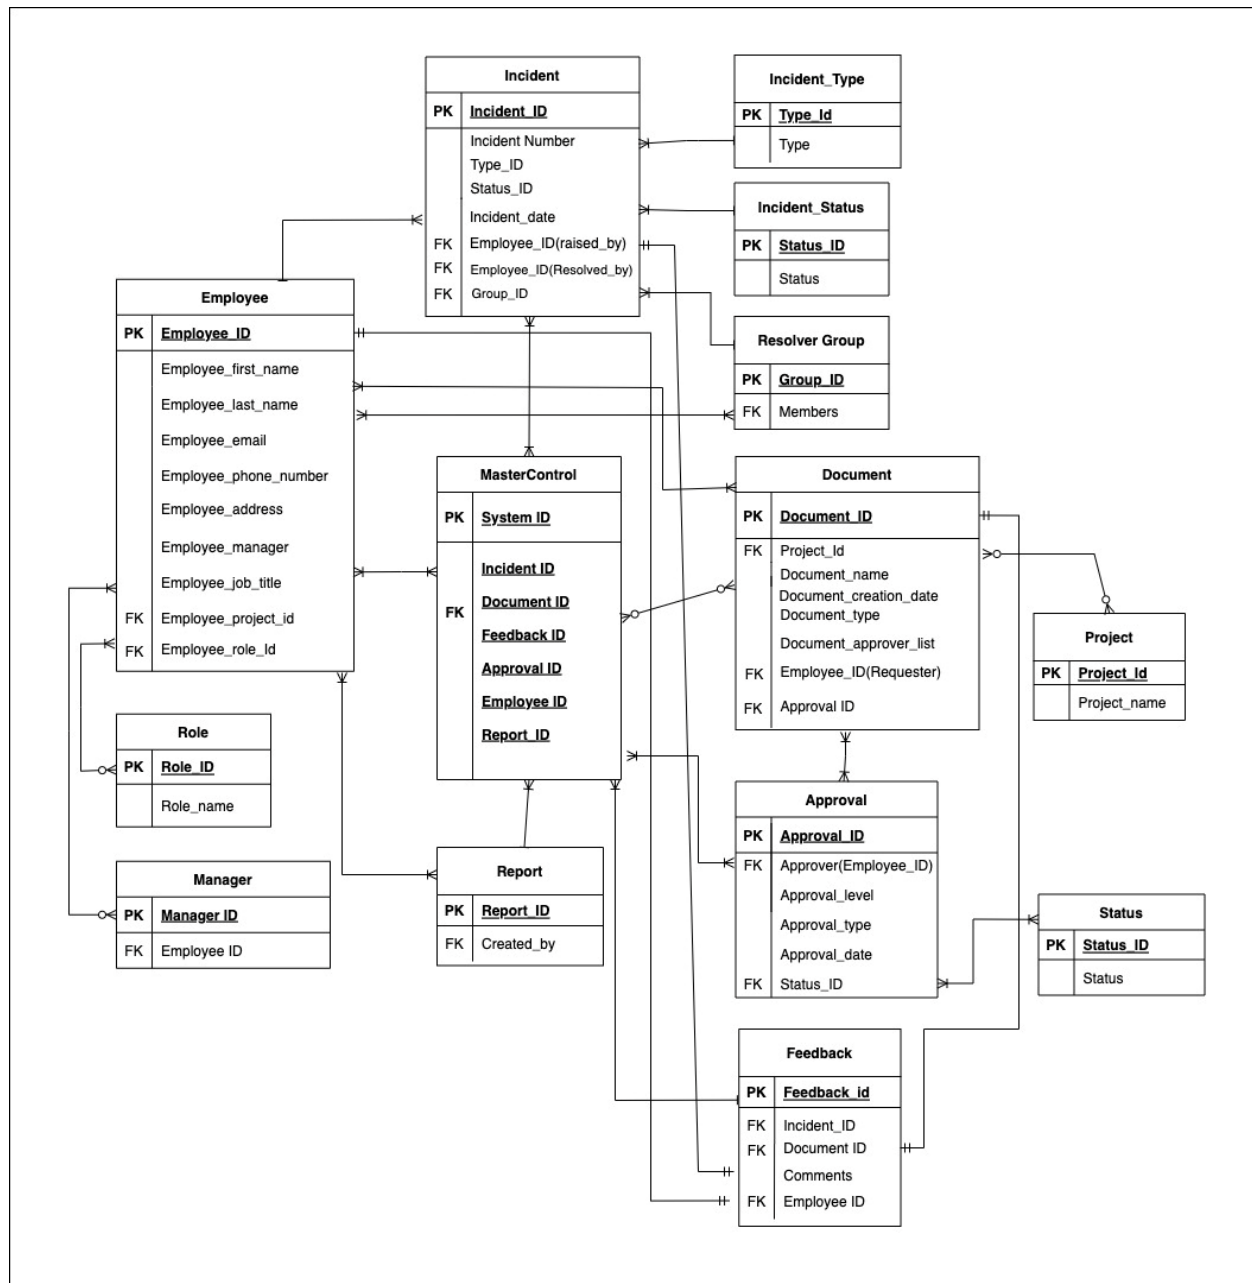 Incident
PK Incident_ID
Incident Number
Type_ID
Status_ID
Incident_date
FK Employee_ID(raised_by)
FK Employee_ID(Resolved_by)
FK Group_ID
Incident_Type
PK Type_Id
Type
Incident_Status
PK Status_ID
Status
Resolver Group
PK Group_ID
FK Members
Employee
PK Employee_ID
Employee_first_name
Employee_last_name
Employee_email
Employee_phone_number
Employee_address
Employee_manager
Employee_job_title
FK Employee_project_id
FK Employee_role_Id
MasterControl
PK System ID
Incident ID
FK Document ID
Feedback ID
Approval ID
Employee ID
Report_ID
Document
PK Document_ID
FK Project_Id
Document_name
Document_creation_date
Document_type
Document_approver_list
FK Employee_ID(Requester)
FK Approval ID
Project
PK Project_Id
Project_name
Role
PK Role_ID
Role_name
Manager
PK Manager ID
FK Employee ID
Report
PK Report_ID
FK Created_by
Approval
PK Approval_ID
FK Approver(Employee_ID)
Approval_level
Approval_type
Approval_date
FK Status_ID
Status
PK Status_ID
Status
Feedback
PK Feedback_id
FK Incident_ID
FK Document ID
Comments
FK Employee ID